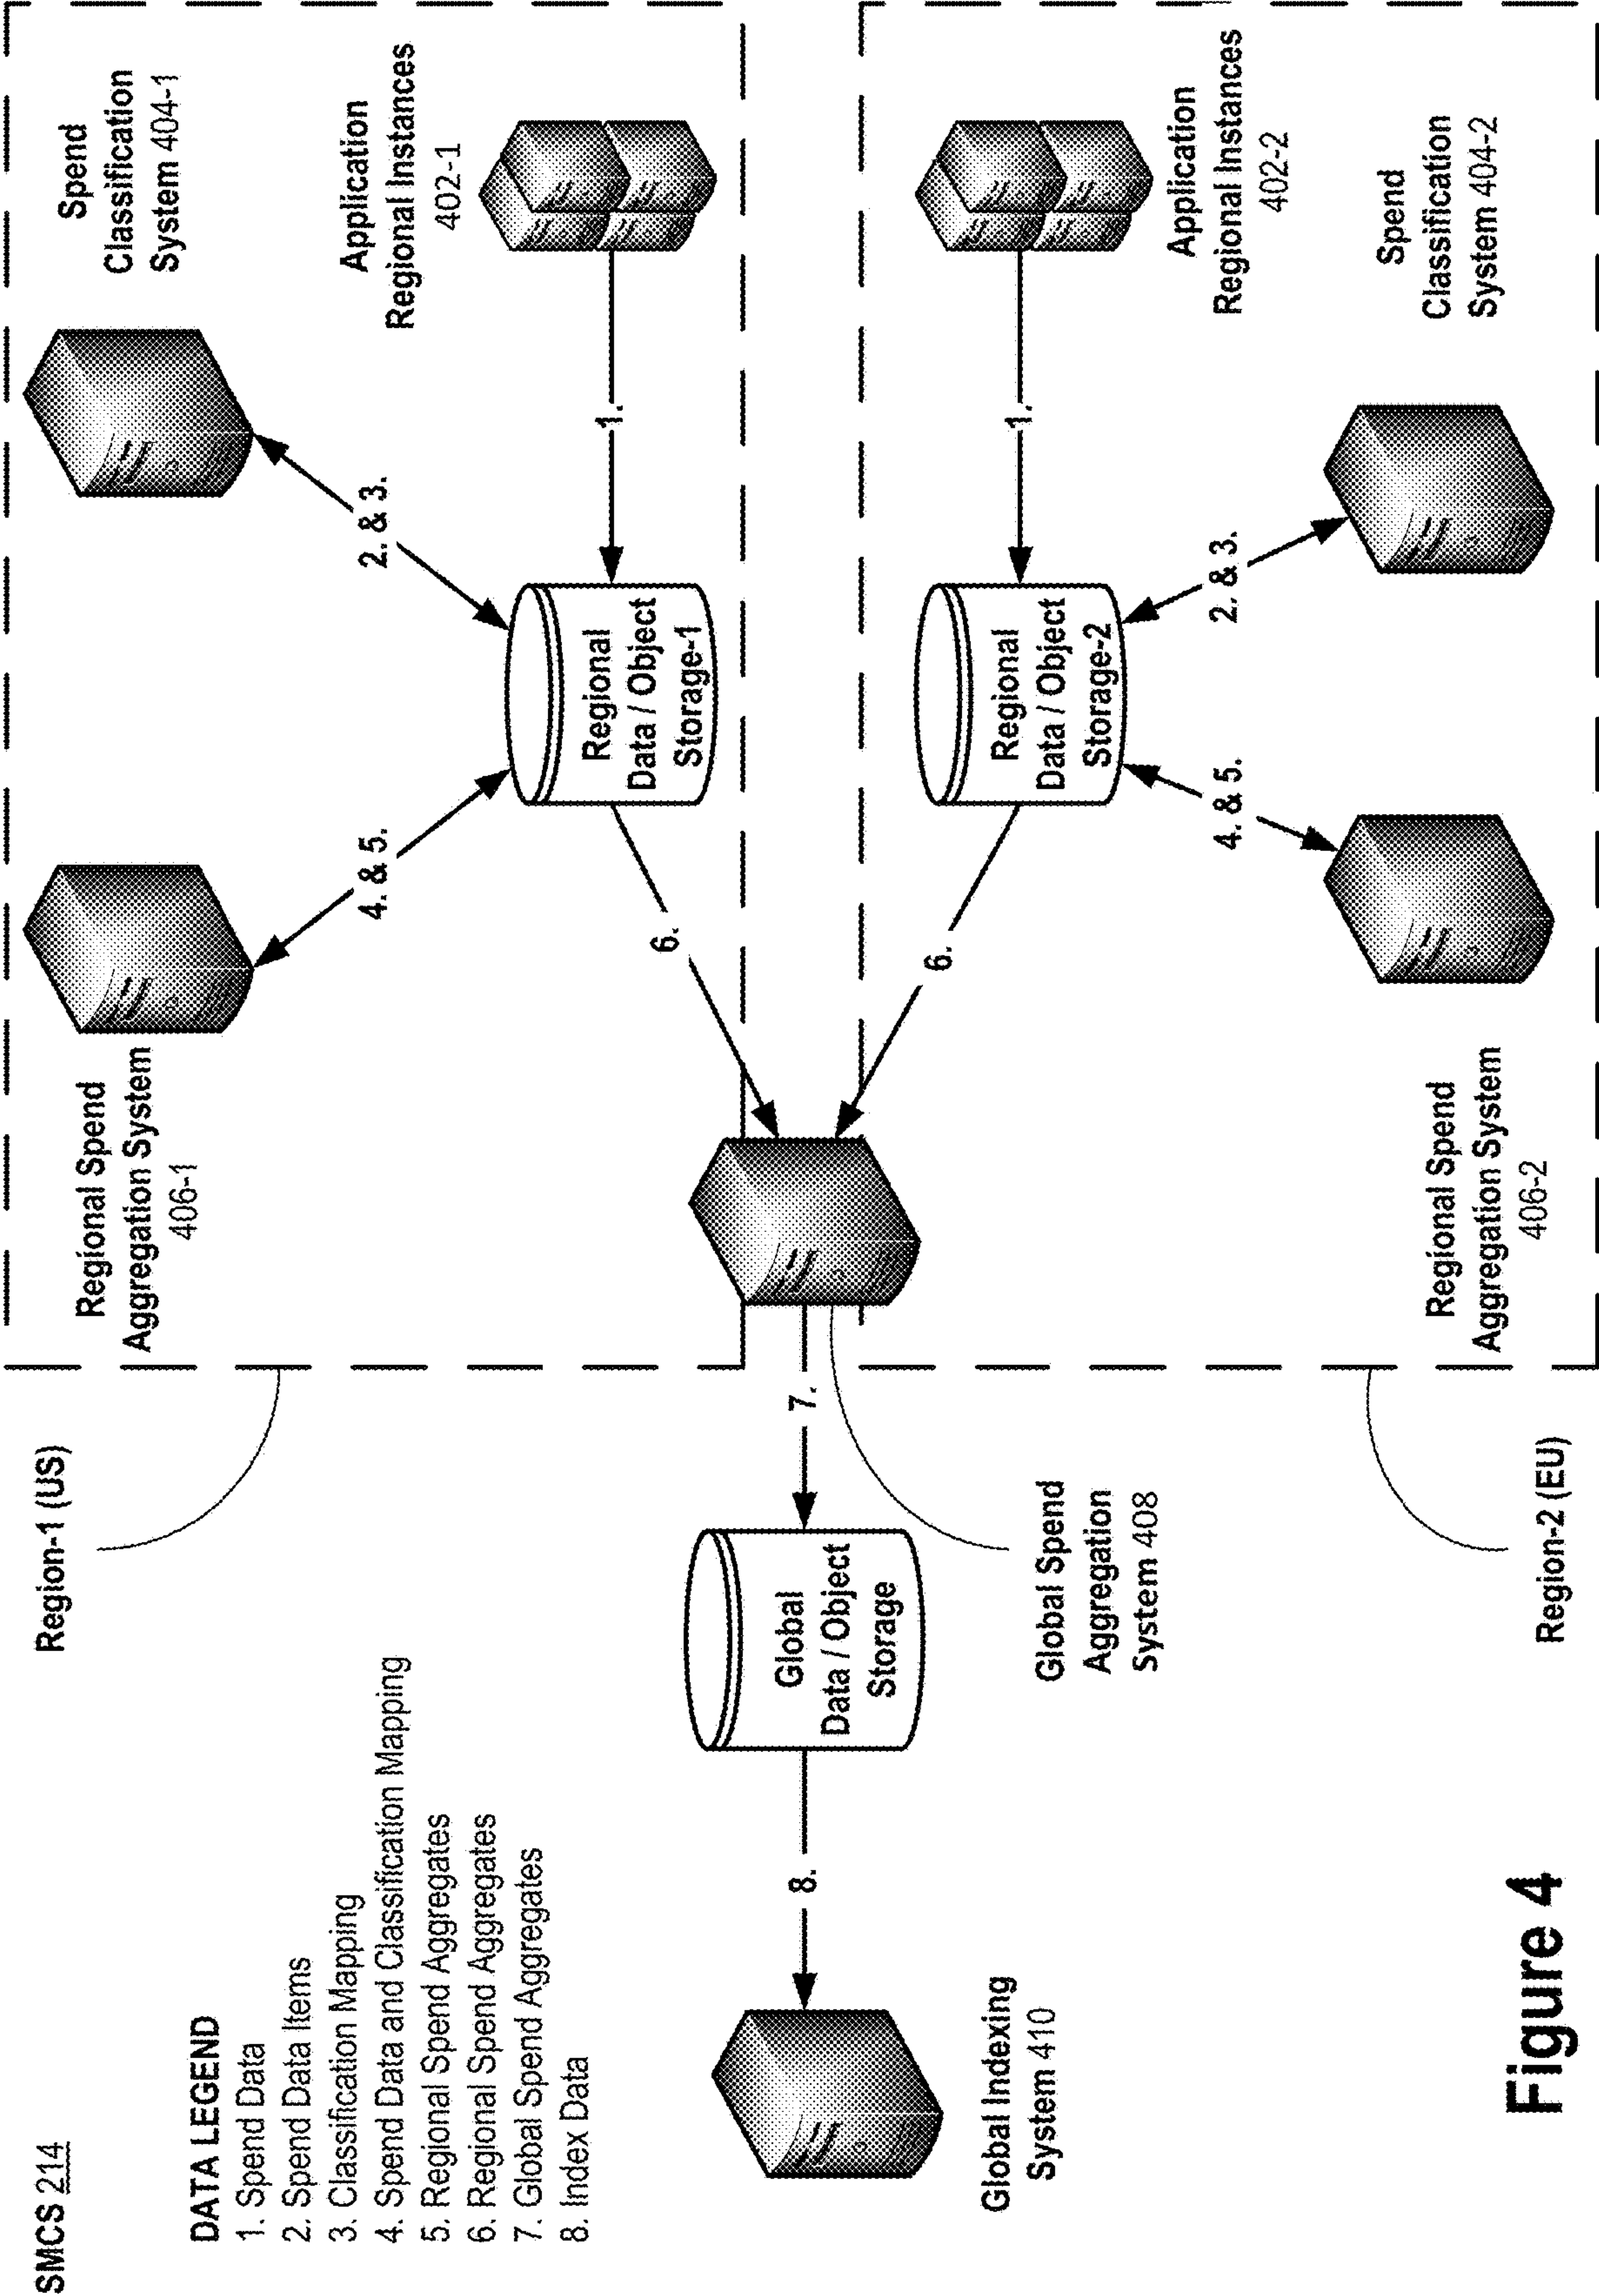 SMCS 214
DATA LEGEND
1. Spend Data
2. Spend Data Items
3. Classification Mapping
4. Spend Data and Classification Mapping
5. Regional Spend Aggregates
6. Regional Spend Aggregates
7. Global Spend Aggregates
8. Index Data
Region-1 (US)
Regional Spend
Aggregation System
406-1
Spend
Classification
System 404-1
4. & 5.
2. & 3.
Application
Regional Instances
402-1
Regional
Data / Object
Storage-1
1.
6.
Global Indexing
System 410
8.
Global
Data / Object
Storage
7.
Global Spend
Aggregation
System 408
6.
Regional
Data / Object
Storage-2
1.
Application
Regional Instances
402-2
4. & 5.
2. & 3.
Spend
Classification
System 404-2
Regional Spend
Aggregation System
406-2
Region-2 (EU)
Figure 4